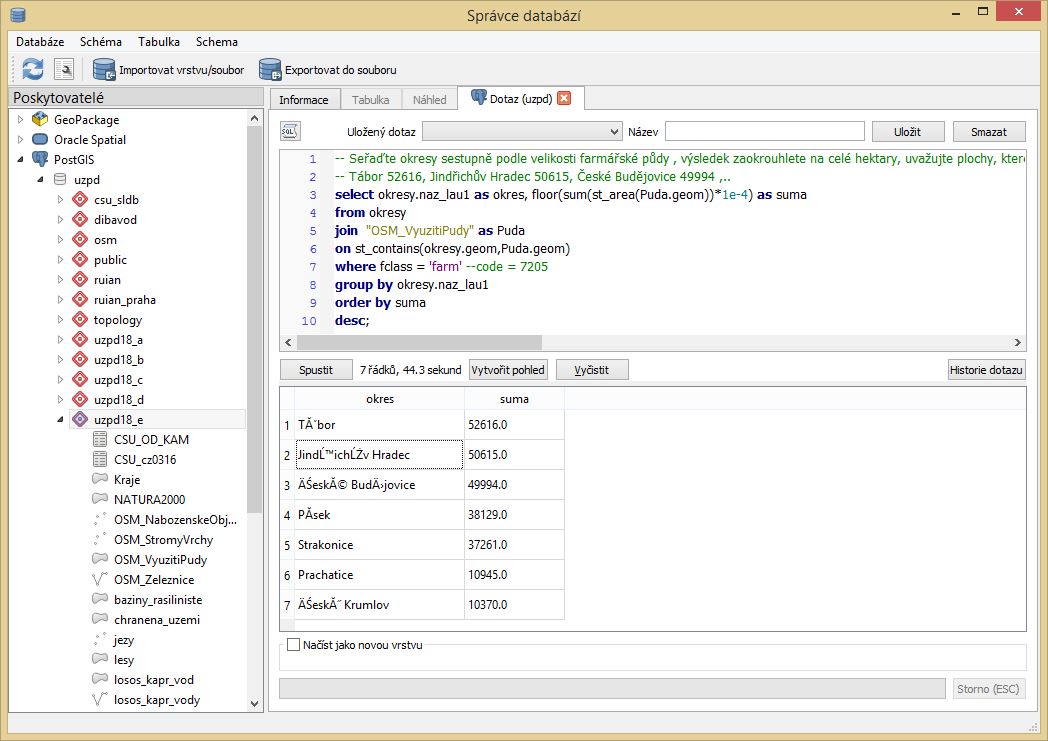 Správce databází
Databáze Schéma Tabulka Schema
Importovat vrstvu/soubor Exportovat do souboru
Poskytovatelé
GeoPackage
Oracle Spatial
PostGIS
uzpd
csu_sldb
dibavod
osm
public
ruian
ruian_praha
topology
uzpd18_a
uzpd18_b
uzpd18_c
uzpd18_d
uzpd18_e
CSU_OD_KAM
CSU_cz0316
Kraje
NATURA2000
OSM_NabozenskeObj...
OSM_StromyVrchy
OSM_VyuzitiPudy
OSM_Zeleznice
baziny_rasiliniste
chranena_uzemi
jezy
lesy
losos_kapr_vod
losos_kapr_vody
Informace Tabulka Náhled Dotaz (uzpd)
SQL Uložený dotaz Název Uložit Smazat
1 -- Seřaďte okresy sestupně podle velikosti farmářské půdy , výsledek zaokrouhlete na celé hektary, uvažujte plochy, kter
2 -- Tábor 52616, Jindřichův Hradec 50615, České Budějovice 49994 ,..
3 select okresy.naz_lau1 as okres, floor(sum(st_area(Puda.geom))*1e-4) as suma
4 from okresy
5 join "OSM_VyuzitiPudy" as Puda
6 on st_contains(okresy.geom,Puda.geom)
7 where fclass = 'farm' --code = 7205
8 group by okresy.naz_lau1
9 order by suma
10 desc;
Spustit 7 řádků, 44.3 sekund Vytvořit pohled Vyčistit Historie dotazu
okres suma
1 TĂˇbor 52616.0
2 JindĹ™ichĹŻv Hradec 50615.0
3 ÄŚeskĂ© BudÄ›jovice 49994.0
4 PĂsek 38129.0
5 Strakonice 37261.0
6 Prachatice 10945.0
7 ÄŚeskĂ˝ Krumlov 10370.0
Načíst jako novou vrstvu
Storno (ESC)